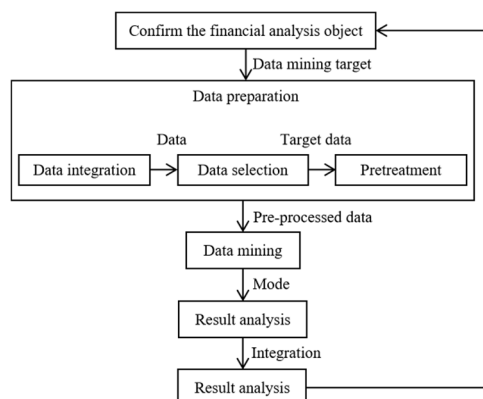 Confirm the financial analysis object
Data mining target
Data preparation
Data
Target data
Data integration
Data selection
Pretreatment
Pre-processed data
Data mining
Mode
Result analysis
Integration
Result analysis